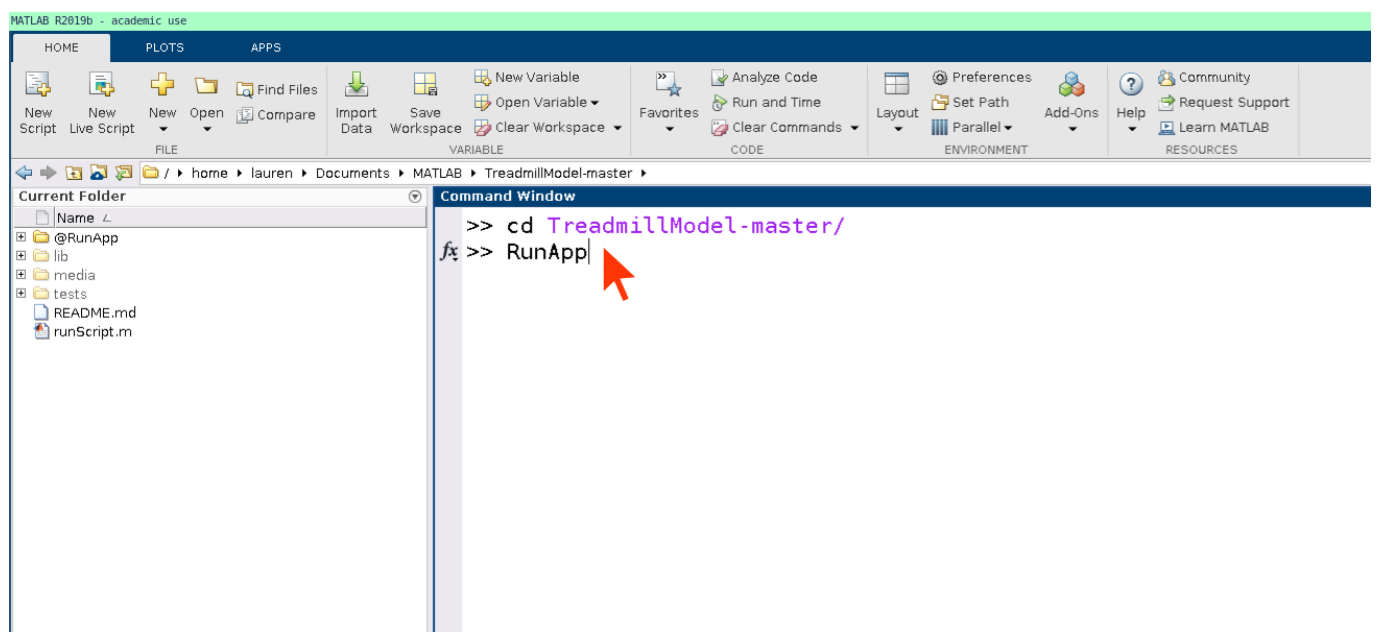 MATLAB R2019b - academic use
HOME PLOTS APPS
New Script
New Live Script
New
Open
Find Files
Compare
FILE
Import Data
Save Workspace
New Variable
Open Variable
Clear Workspace
VARIABLE
Favorites
Analyze Code
Run and Time
Clear Commands
CODE
Layout
Preferences
Set Path
Parallel
ENVIRONMENT
Add-Ons
Help
Community
Request Support
Learn MATLAB
RESOURCES
/ home lauren Documents MATLAB TreadmillModel-master
Current Folder
Name
@RunApp
lib
media
tests
README.md
runScript.m
Command Window
>> cd TreadmillModel-master/
fx >> RunApp